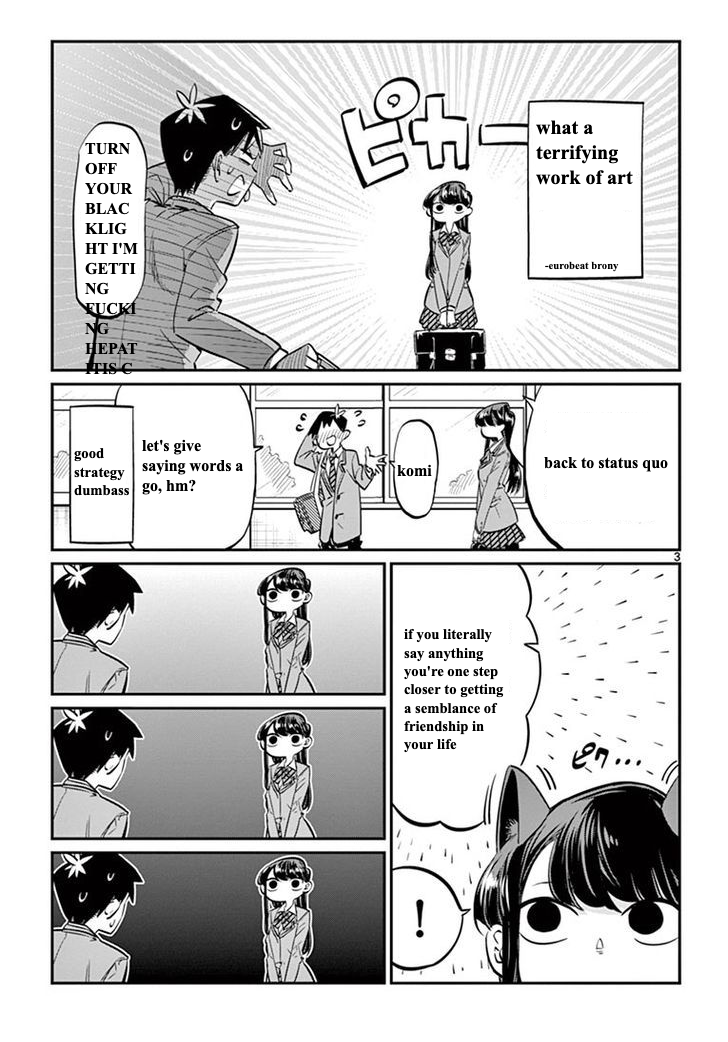 what a
terrifying
work of art
-eurobeat brony
ピカー
TURN
OFF
YOUR
BLAC
KLIG
HT I'M
GETTI
NG
FUCKI
NG
HEPAT
ITIS C
back to status quo
komi
let's give
saying words a
go, hm?
good
strategy
dumbass
3
if you literally
say anything
you're one step
closer to getting
a semblance of
friendship in
your life
ピク...
!